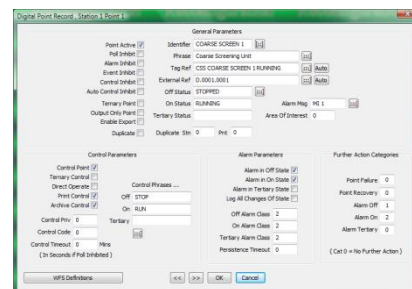 Digital Point Record . Station 1 Point 1
General Parameters
Point Active Identifier COARSE SCREEN 1
Poll Inhibit Phrase Coarse Screening Unit
Alarm Inhibit Tag Ref CSS COARSE SCREEN 1 RUNNING Auto
Event Inhibit
Control Inhibit External Ref D.0001.0001 Auto
Auto Control Inhibit Off Status STOPPED
Ternary Point On Status RUNNING Alarm Msg MI 1
Output Only Point Tertiary Status Area Of Interest 0
Enable Export
Duplicate Duplicate Stn 0 Pnt 0
Control Parameters Alarm Parameters Further Action Categories
Control Point Alarm in Off State
Ternary Control Alarm in On State Point Failure 0
Direct Operate Control Phrases ... Alarm in Tertiary State Point Recovery 0
Print Control Off STOP Log All Changes Of State Alarm Off 1
Archive Control On RUN Off Alarm Class 2 Alarm On 2
Control Priv 0 Tertiary On Alarm Class 2 Alarm Tertiary 0
Control Code 0 Tertiary Alarm Class 2
Control Timeout 0 Mins Persistence Timeout 0
( In Seconds if Poll Inhibited ) ( Cat 0 = No Further Action )
WFS Definitions << >> OK Cancel